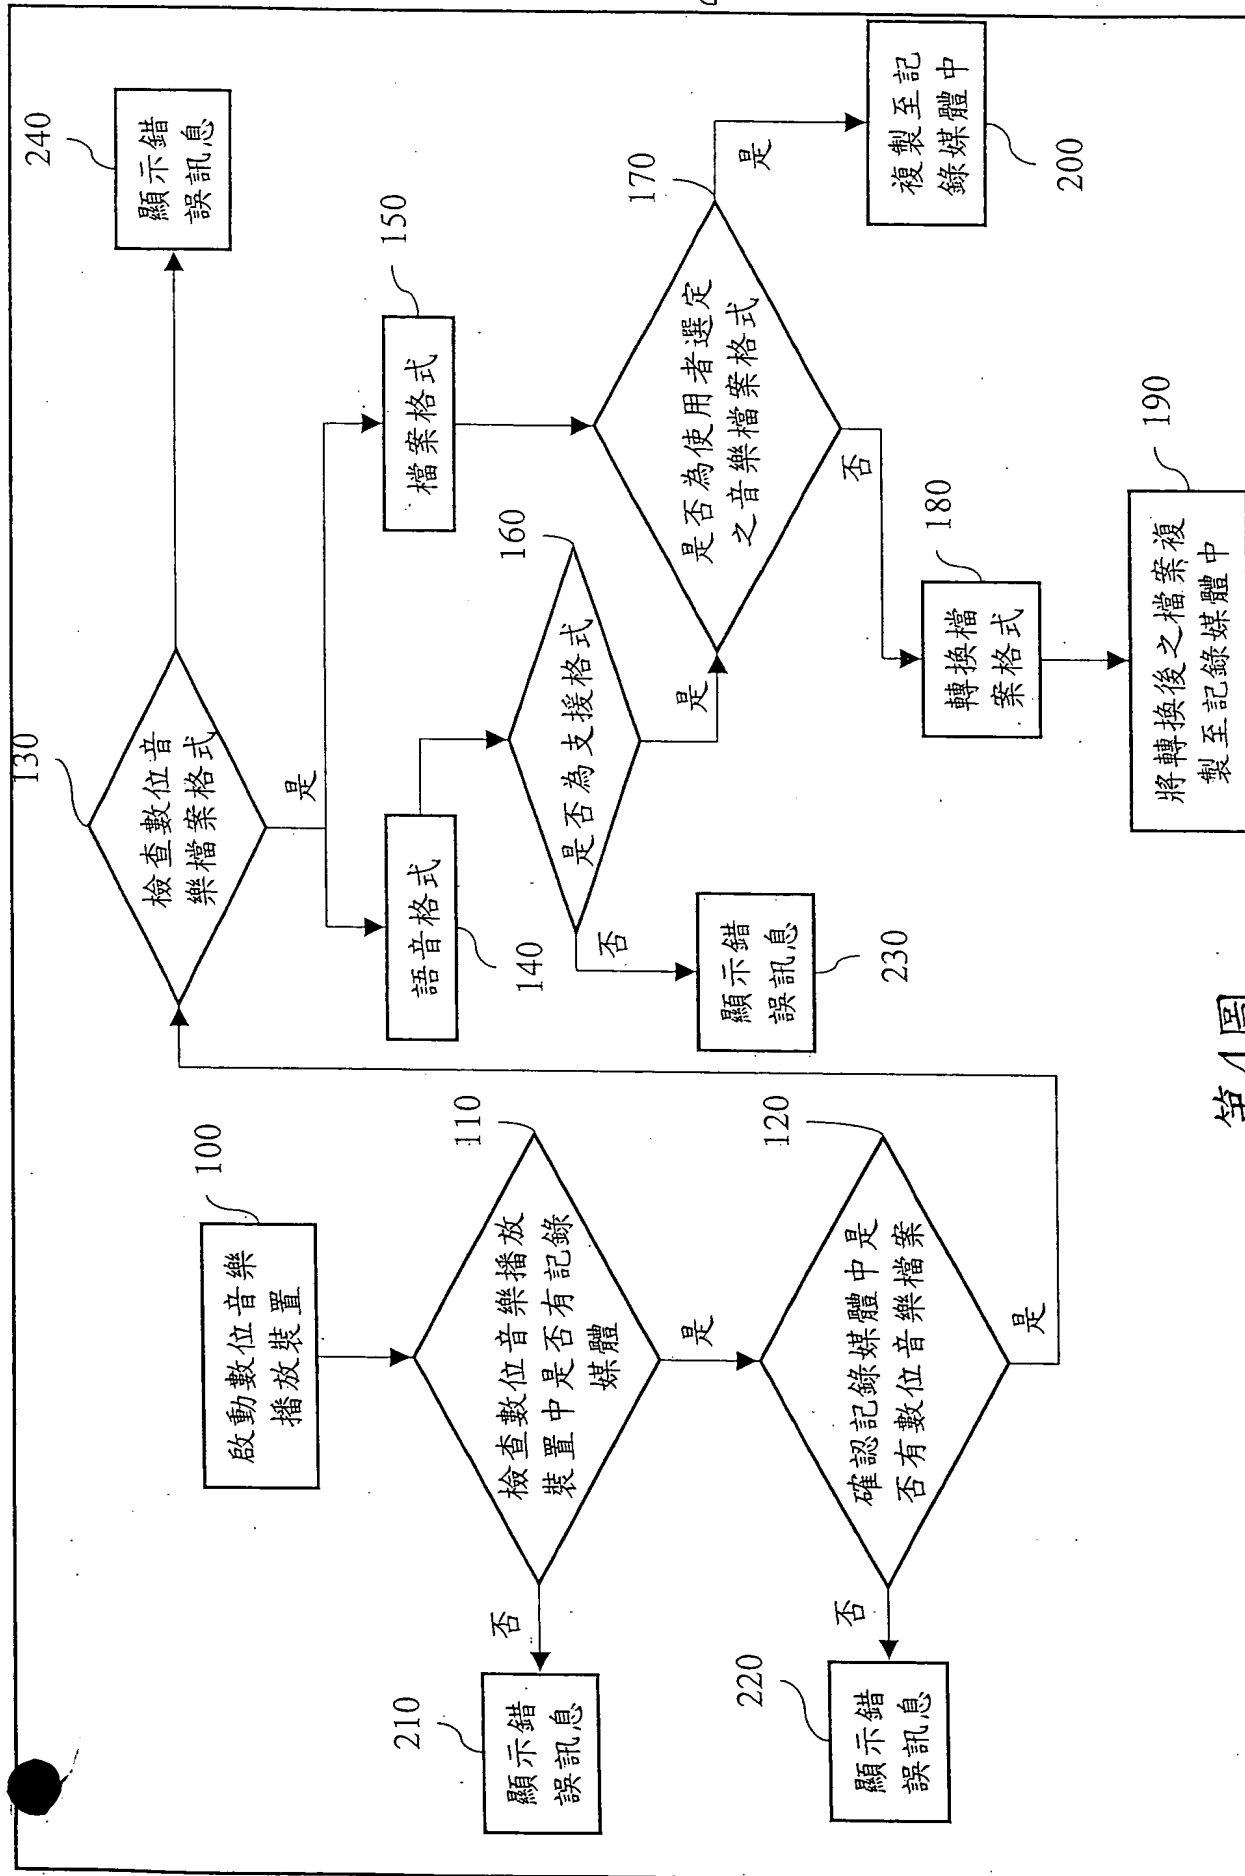 100
啟動數位音樂
播放裝置
110
檢查數位音樂播放
裝置中是否有記錄
媒體
否
210
顯示錯
誤訊息
是
120
確認記錄媒體中是
否有數位音樂檔案
否
220
顯示錯
誤訊息
是
130
檢查數位音
樂檔案格式
240
顯示錯
誤訊息
是
語音格式
140
檔案格式
150
160
是否為支援格式
否
顯示錯
誤訊息
230
是
170
是否為使用者選定
之音樂檔案格式
是
複製至記
錄媒體中
200
否
180
轉換檔
案格式
190
將轉換後之檔案複
製至記錄媒體中
第4圖